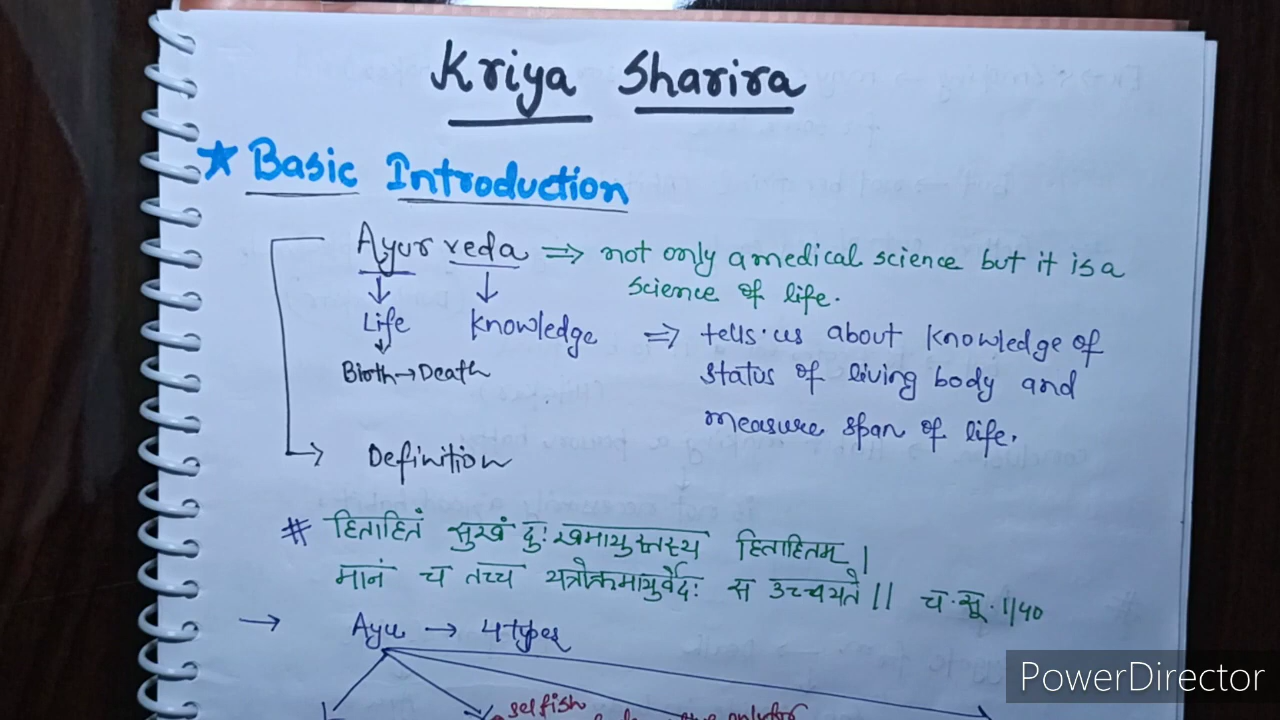 Kriya Sharira
★ Basic Introduction
Ayurveda ⇒ not only a medical science but it is a
science of life.
↓ ↓
Life Knowledge ⇒ tells us about knowledge of
↓
Birth → Death status of living body and
measure span of life.
→ Definition
# हिताहितं सुखं दुःखमायुस्तस्य हिताहितम् |
मानं च तच्च यत्रोक्तमायुर्वेदः स उच्च्यते || च. सू. 1/40
→ Ayu → 4 types
selfish
PowerDirector